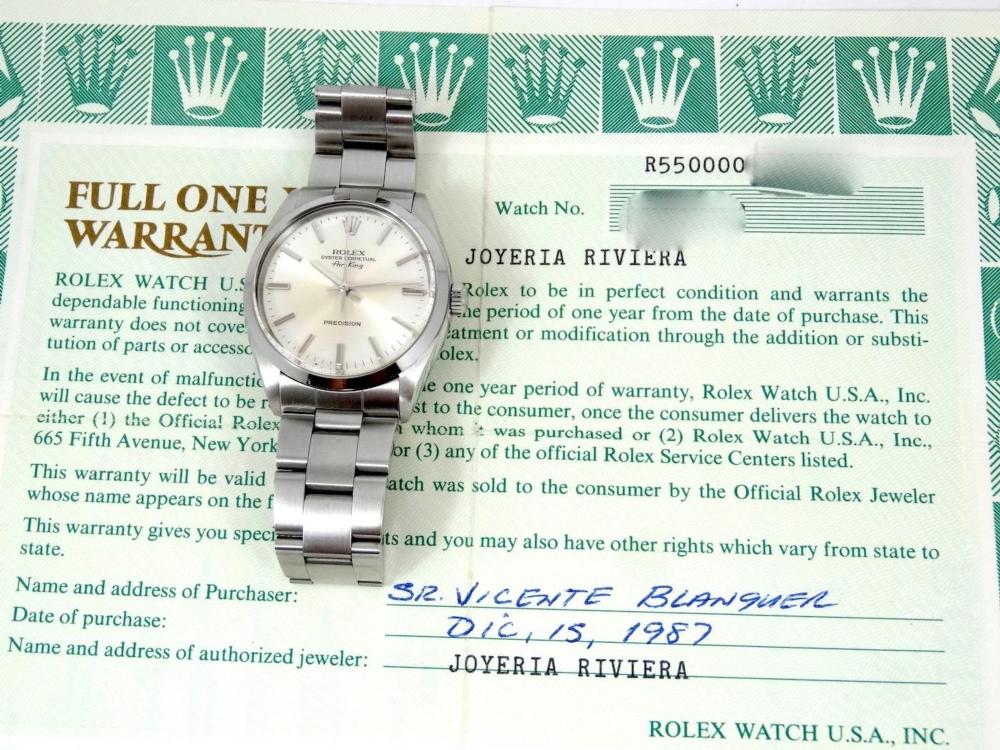 R550000
Watch No.
JOYERIA RIVIERA
FULL ONE
WARRANT
ROLEX WATCH U.S Rolex to be in perfect condition and warrants the
dependable functioning he period of one year from the date of purchase. This
warranty does not cove eatment or modification through the addition or substi-
tution of parts or accesso olex.
In the event of malfunctio e one year period of warranty, Rolex Watch U.S.A., Inc.
will cause the defect to be r st to the consumer, once the consumer delivers the watch to
either (1) the Official Rolex m whom it was purchased or (2) Rolex Watch U.S.A., Inc.,
665 Fifth Avenue, New York or (3) any of the official Rolex Service Centers listed.
This warranty will be valid atch was sold to the consumer by the Official Rolex Jeweler
whose name appears on the f
This warranty gives you speci ts and you may also have other rights which vary from state to
state.
Name and address of Purchaser: SR. VICENTE BLANQUER
Date of purchase: DIC, 15, 1987
Name and address of authorized jeweler: JOYERIA RIVIERA
ROLEX WATCH U.S.A., INC.
ROLEX
OYSTER PERPETUAL
Air-King
PRECISION